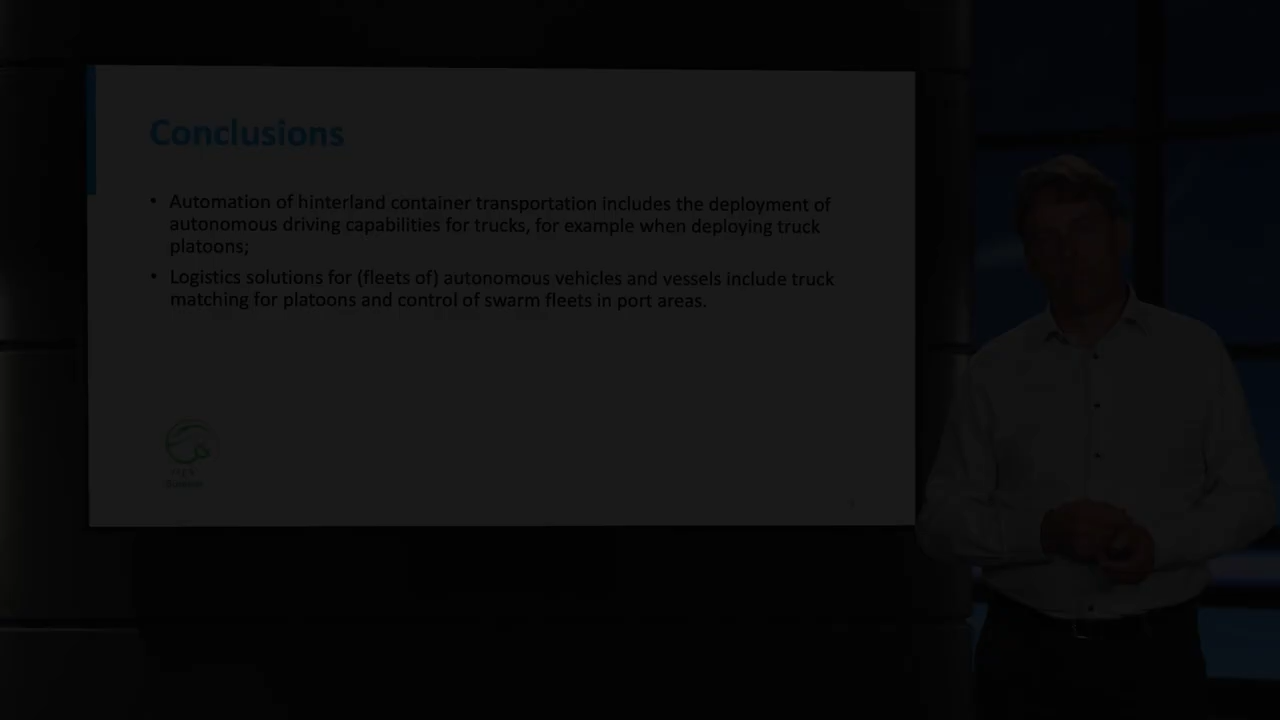 Conclusions
• Automation of hinterland container transportation includes the deployment of
autonomous driving capabilities for trucks, for example when deploying truck
platoons;
• Logistics solutions for (fleets of) autonomous vehicles and vessels include truck
matching for platoons and control of swarm fleets in port areas.